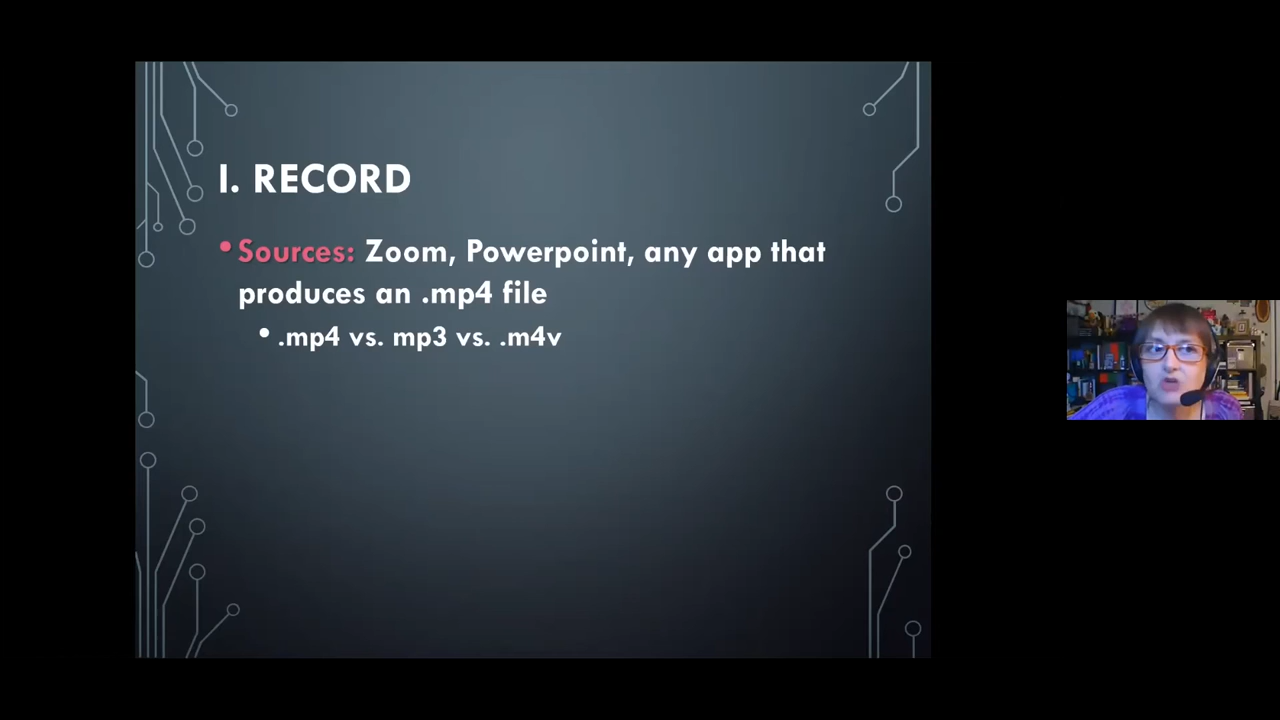 I. RECORD
• Sources: Zoom, Powerpoint, any app that
produces an .mp4 file
• .mp4 vs. mp3 vs. .m4v